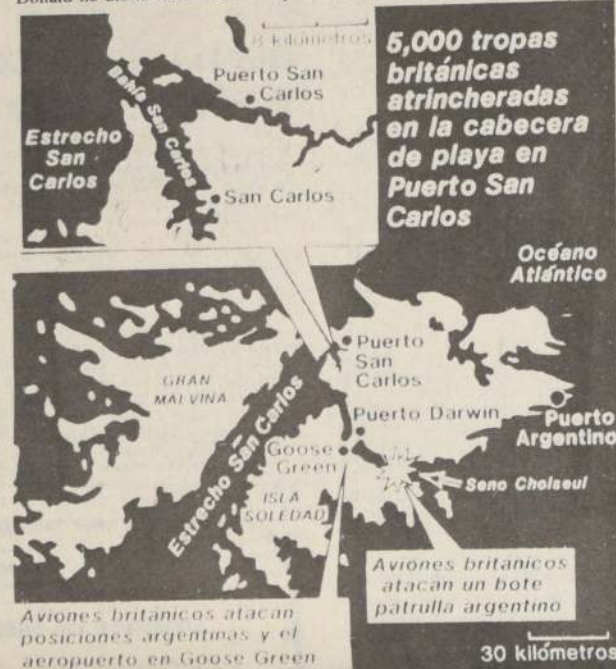 8 kilómetros
Puerto San
Carlos
Bahía San Carlos
Estrecho
San
Carlos
San Carlos
5,000 tropas
británicas
atrincheradas
en la cabecera
de playa en
Puerto San
Carlos
Océano
Atlántico
GRAN
MALVINA
Estrecho San Carlos
Puerto
San
Carlos
Puerto Darwin
Puerto
Argentino
Goose
Green
Seno Choiseul
ISLA
SOLEDAD
Aviones británicos
atacan un bote
patrulla argentino
Aviones británicos atacan
posiciones argentinas y el
aeropuerto en Goose Green
30 kilómetros